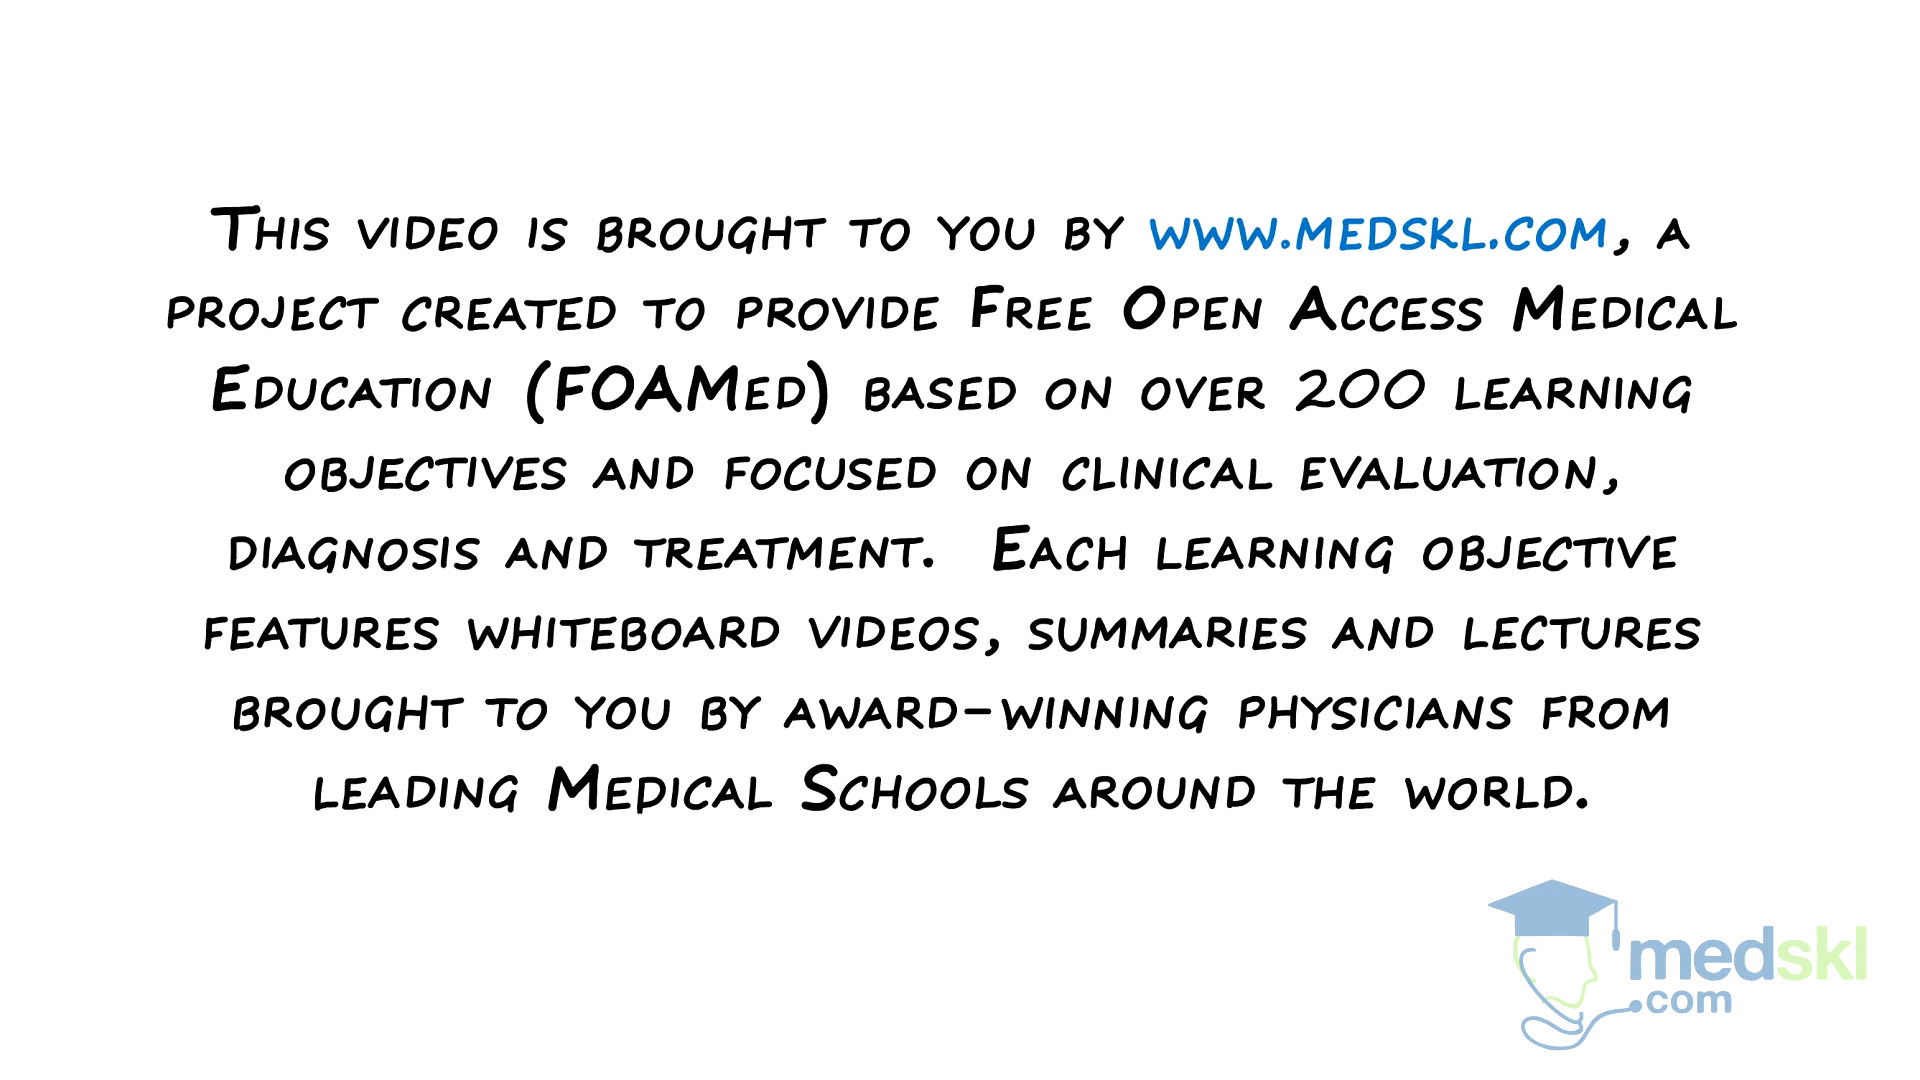 This video is brought to you by www.medskl.com, a
project created to provide Free Open Access Medical
Education (FOAMed) based on over 200 learning
objectives and focused on clinical evaluation,
diagnosis and treatment.  Each learning objective
features whiteboard videos, summaries and lectures
brought to you by award-winning physicians from
leading Medical Schools around the world.
medskl
.com